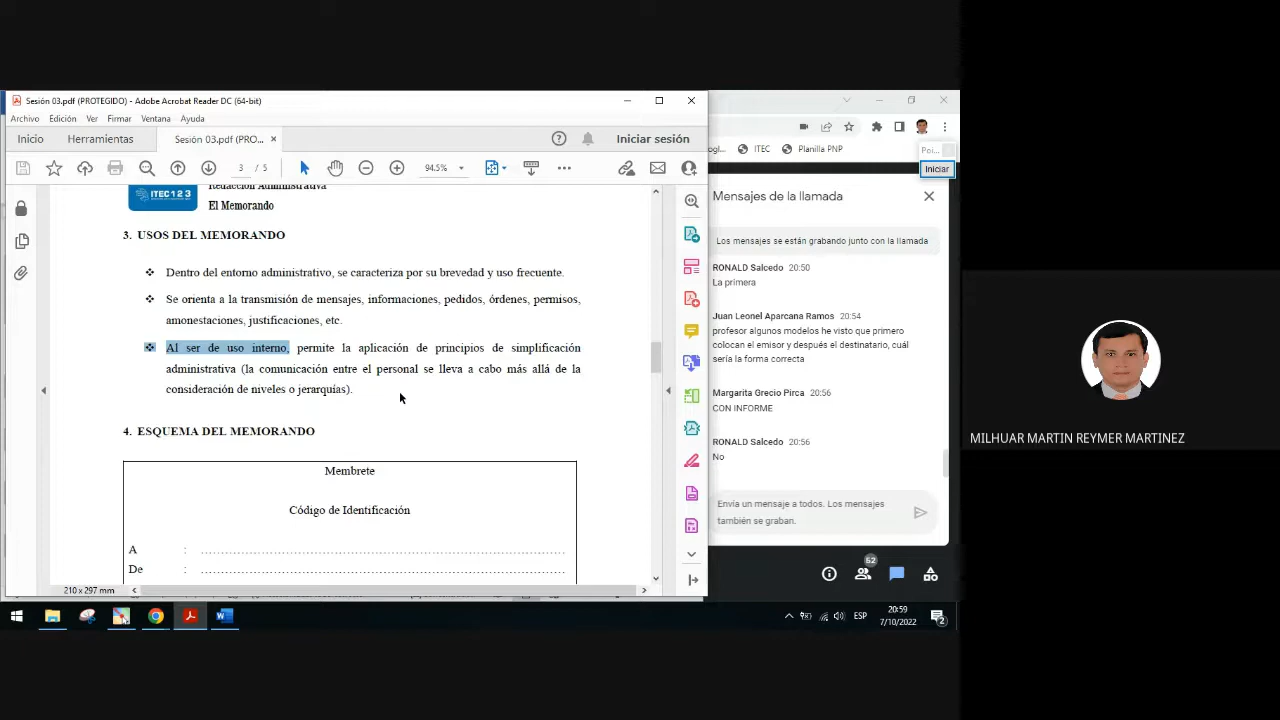 Sesión 03.pdf (PROTEGIDO) - Adobe Acrobat Reader DC (64-bit)
Archivo Edición Ver Firmar Ventana Ayuda
Inicio Herramientas Sesión 03.pdf (PRO... × Iniciar sesión
3 / 5 94.5%
ITEC 1 2 3
Redacción Administrativa
El Memorando
3. USOS DEL MEMORANDO
Dentro del entorno administrativo, se caracteriza por su brevedad y uso frecuente.
Se orienta a la transmisión de mensajes, informaciones, pedidos, órdenes, permisos,
amonestaciones, justificaciones, etc.
Al ser de uso interno, permite la aplicación de principios de simplificación
administrativa (la comunicación entre el personal se lleva a cabo más allá de la
consideración de niveles o jerarquías).
4. ESQUEMA DEL MEMORANDO
Membrete
Código de Identificación
A : ....................................................................
De : ....................................................................
210 x 297 mm
ITEC Planilla PNP
Iniciar
Mensajes de la llamada
Los mensajes se están grabando junto con la llamada
RONALD Salcedo 20:50
La primera
Juan Leonel Aparcana Ramos 20:54
profesor algunos modelos he visto que primero
colocan el emisor y después el destinatario, cuál
sería la forma correcta
Margarita Grecio Pirca 20:56
CON INFORME
RONALD Salcedo 20:56
No
Envía un mensaje a todos. Los mensajes
también se graban.
62
ESP
20:59
7/10/2022
2
MILHUAR MARTIN REYMER MARTINEZ